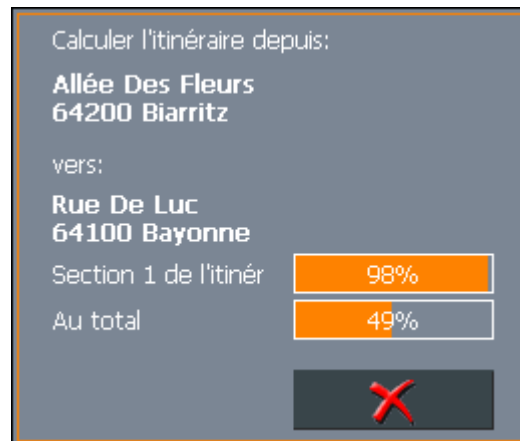 Calculer l'itinéraire depuis:
Allée Des Fleurs
64200 Biarritz
vers:
Rue De Luc
64100 Bayonne
Section 1 de l'itinér 98%
Au total 49%